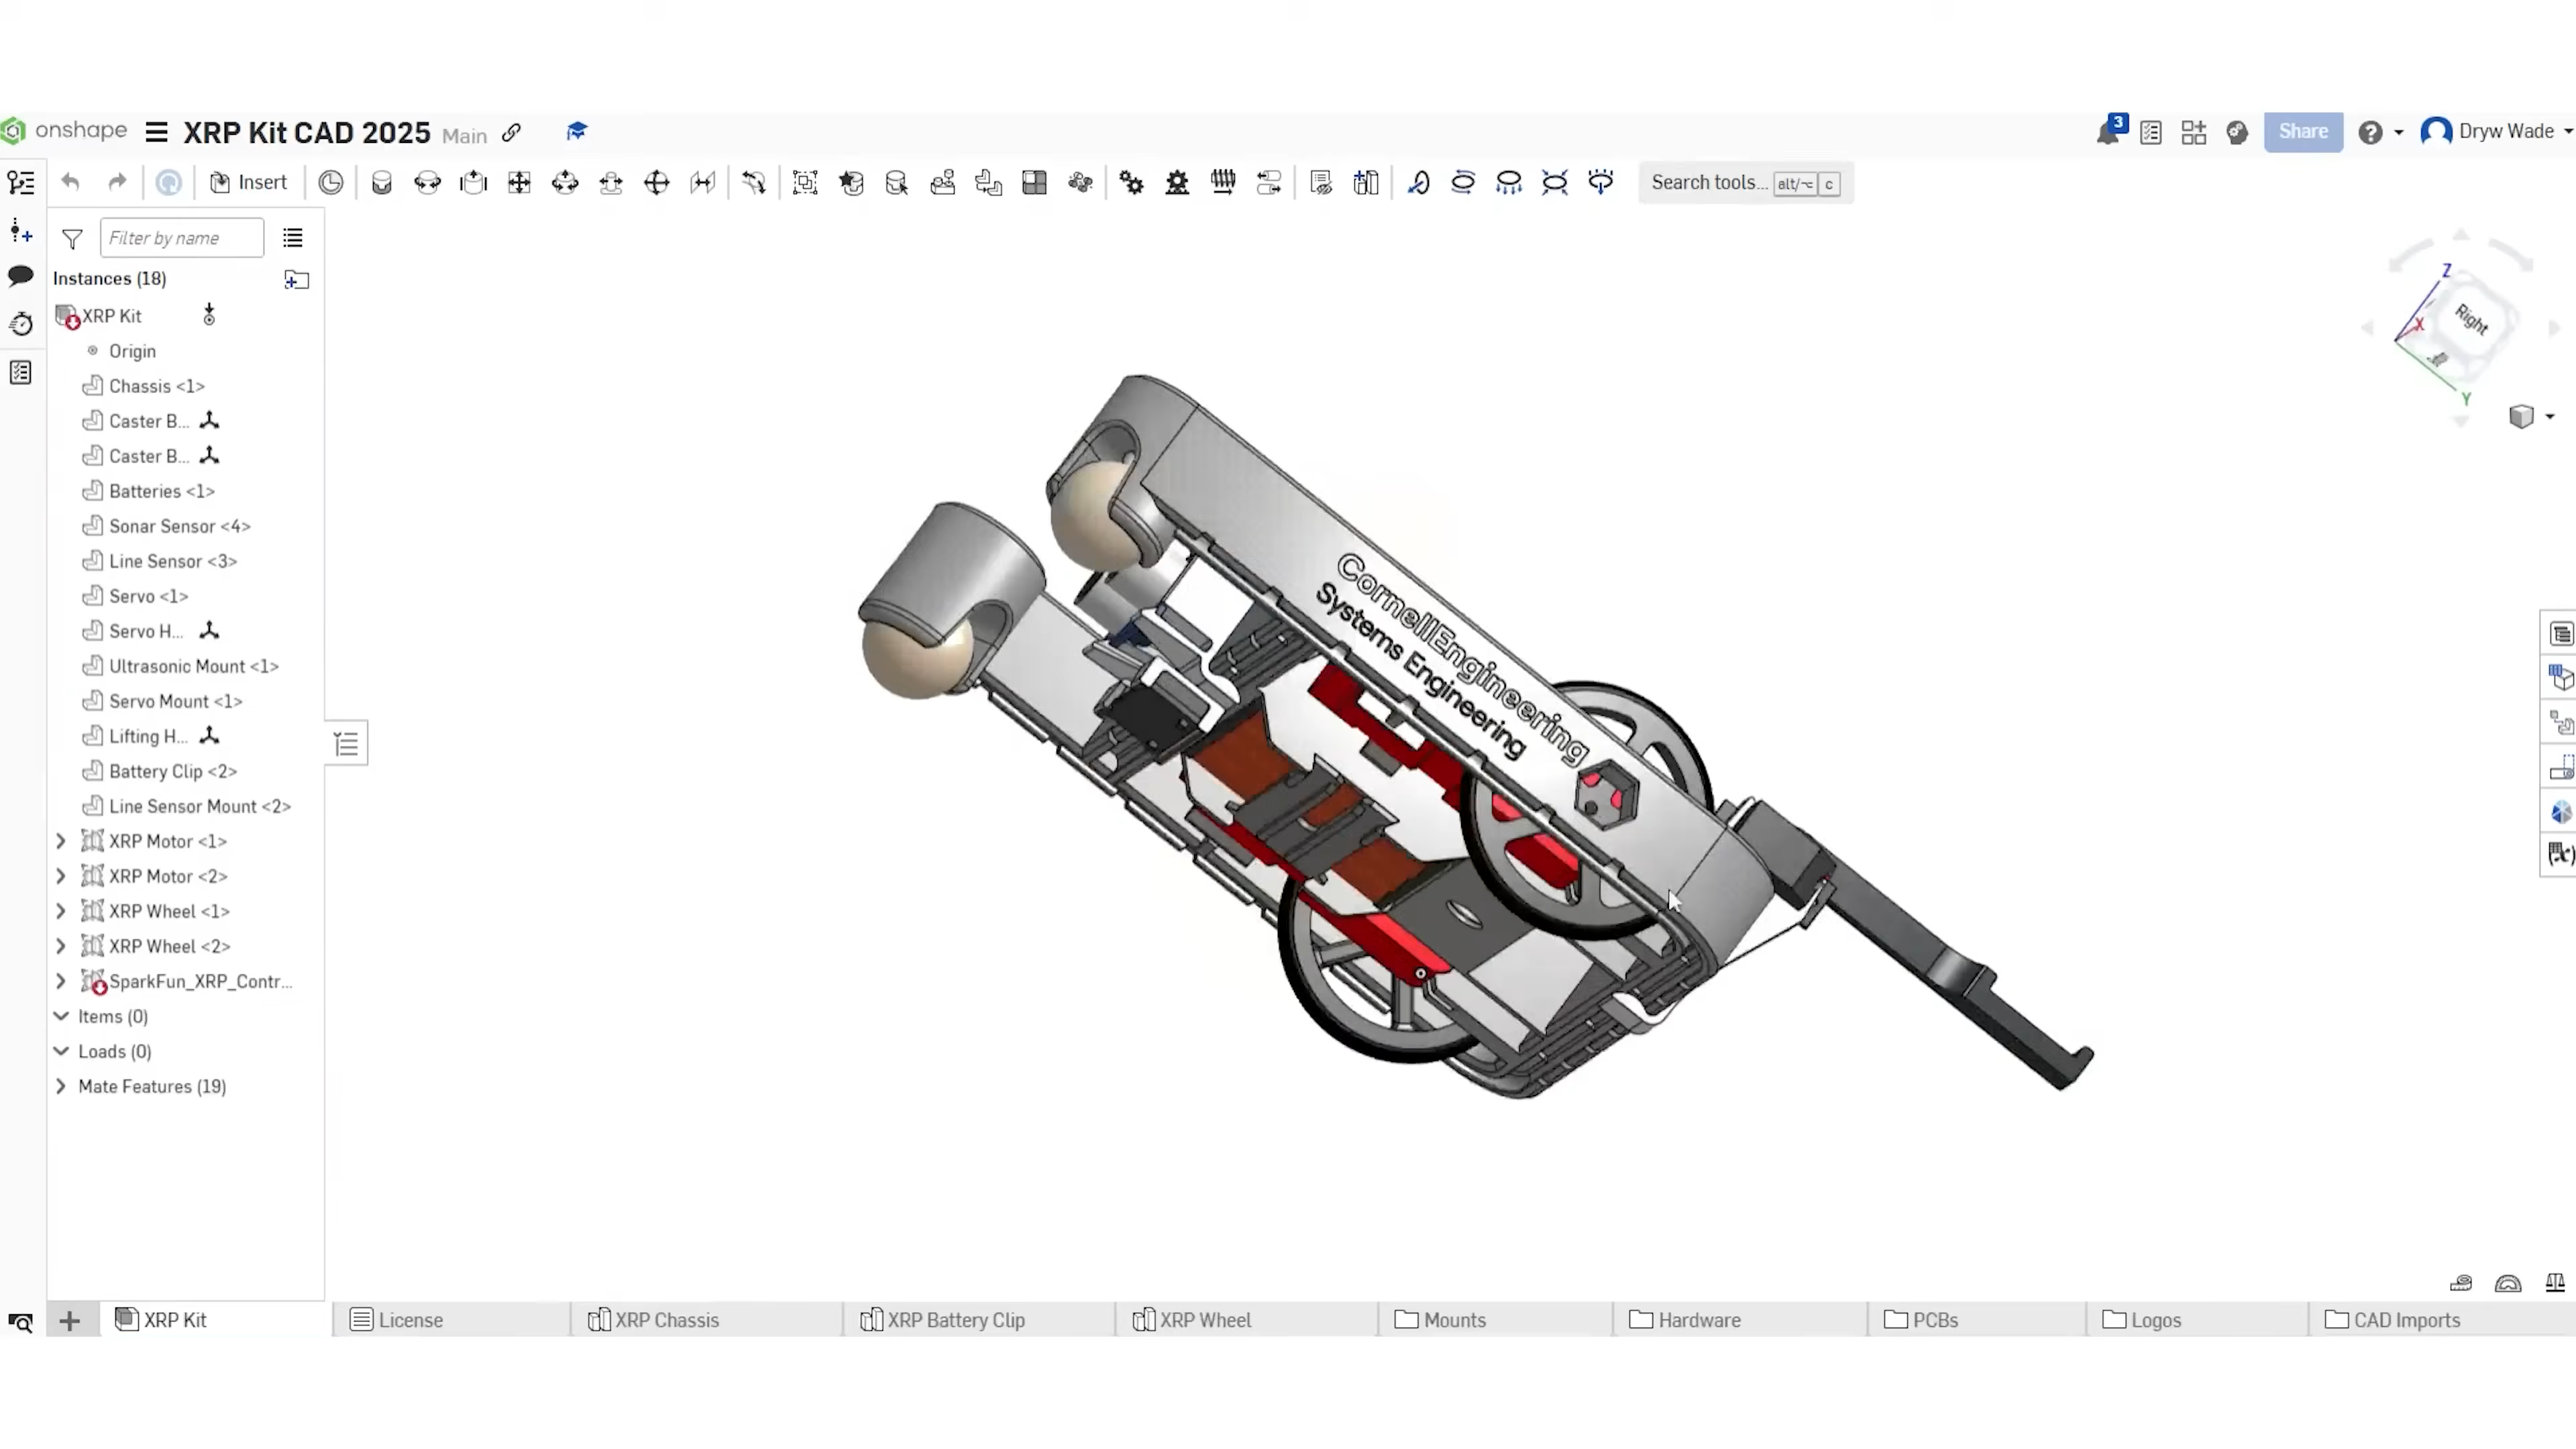 onshape XRP Kit CAD 2025 Main 3 Share Dryw Wade
Insert Search tools... alt/⌥ c
Filter by name
Instances (18)
XRP Kit
Origin
Chassis <1>
Caster B...
Caster B...
Batteries <1>
Sonar Sensor <4>
Line Sensor <3>
Servo <1>
Servo H...
Ultrasonic Mount <1>
Servo Mount <1>
Lifting H...
Battery Clip <2>
Line Sensor Mount <2>
XRP Motor <1>
XRP Motor <2>
XRP Wheel <1>
XRP Wheel <2>
SparkFun_XRP_Contr...
Items (0)
Loads (0)
Mate Features (19)
CornellEngineering
Systems Engineering
Z
X
Right
Y
XRP Kit License XRP Chassis XRP Battery Clip XRP Wheel Mounts Hardware PCBs Logos CAD Imports